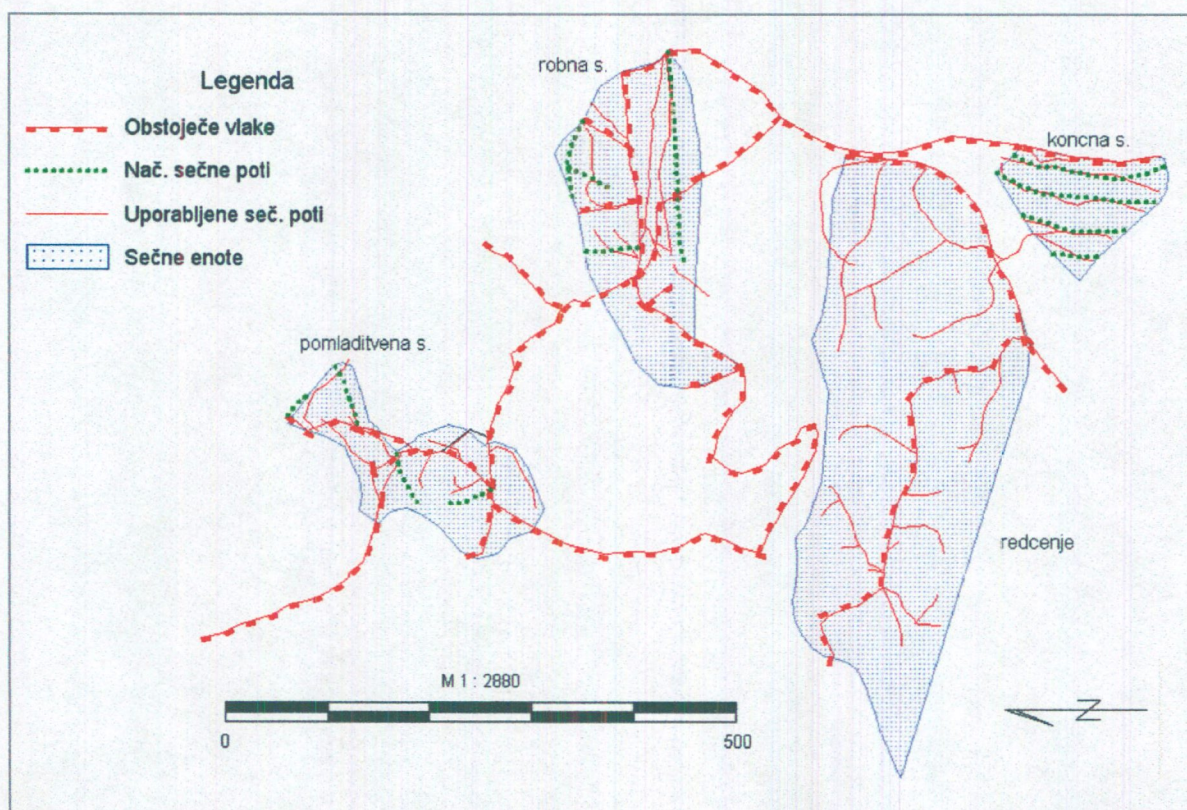 Legenda
Obstoječe vlake
Nač. sečne poti
Uporabljene seč. poti
Sečne enote
robna s.
koncna s.
pomladitvena s.
redcenje
M 1 : 2880
0 500
N